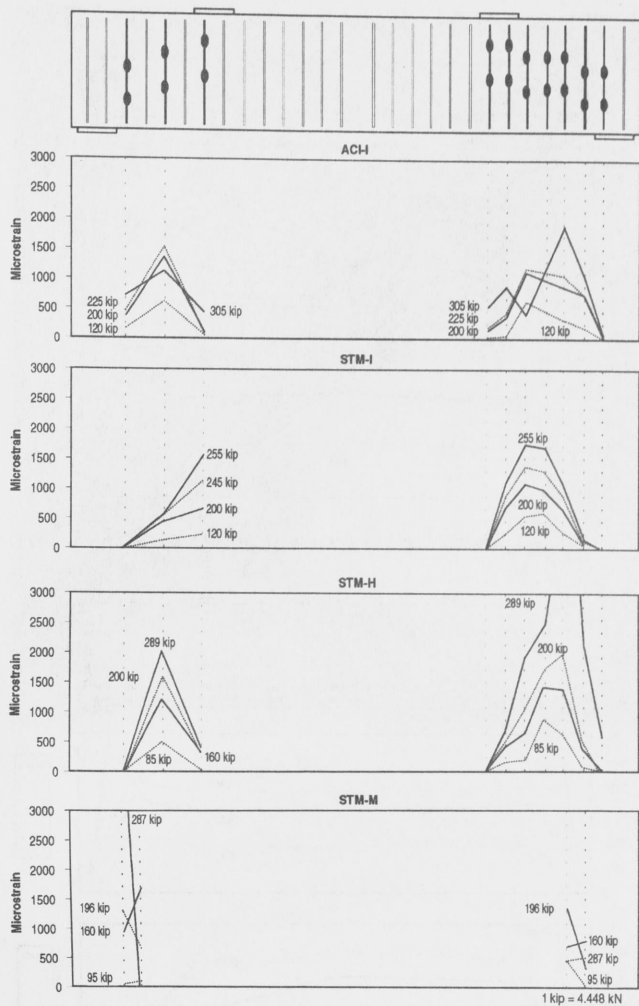 ACI-I
3000
2500
2000
1500
1000
500
0
Microstrain
225 kip
200 kip
120 kip
305 kip
305 kip
225 kip
200 kip
120 kip
STM-I
3000
2500
2000
1500
1000
500
0
Microstrain
255 kip
245 kip
200 kip
120 kip
255 kip
200 kip
120 kip
STM-H
3000
2500
2000
1500
1000
500
0
Microstrain
289 kip
200 kip
85 kip
160 kip
289 kip
200 kip
85 kip
STM-M
3000
2500
2000
1500
1000
500
0
Microstrain
287 kip
196 kip
160 kip
95 kip
196 kip
160 kip
287 kip
95 kip
1 kip = 4.448 kN